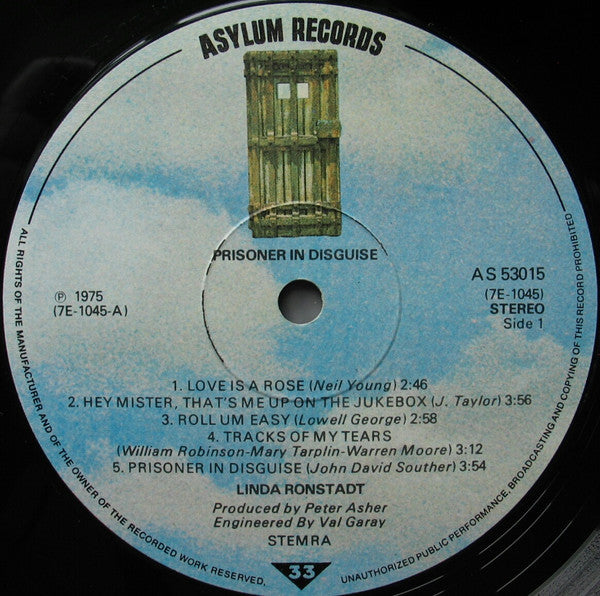 ASYLUM RECORDS
PRISONER IN DISGUISE
℗ 1975
(7E-1045-A)
AS 53015
(7E-1045)
STEREO
Side 1
1. LOVE IS A ROSE (Neil Young) 2:46
2. HEY MISTER, THAT'S ME UP ON THE JUKEBOX (J. Taylor) 3:56
3. ROLL UM EASY (Lowell George) 2:58
4. TRACKS OF MY TEARS
(William Robinson-Mary Tarplin-Warren Moore) 3:12
5. PRISONER IN DISGUISE (John David Souther) 3:54
LINDA RONSTADT
Produced by Peter Asher
Engineered By Val Garay
STEMRA
33
ALL RIGHTS OF THE MANUFACTURER AND OF THE OWNER OF THE RECORDED WORK RESERVED.
UNAUTHORIZED PUBLIC PERFORMANCE, BROADCASTING AND COPYING OF THIS RECORD PROHIBITED